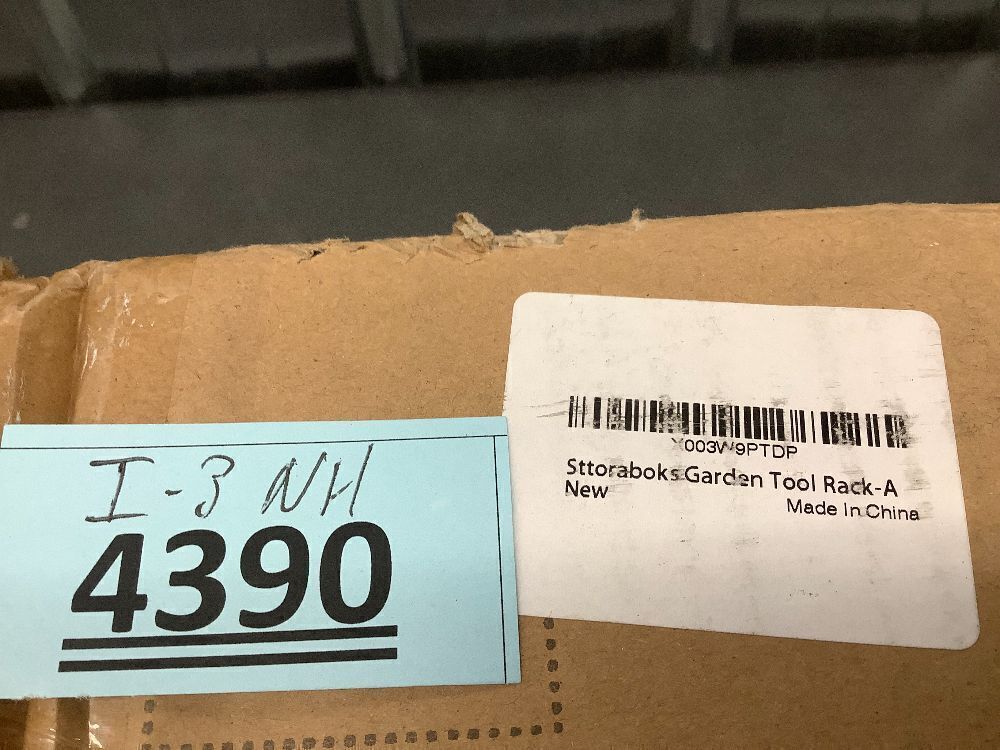 I-3 NH
4390
X003W9PTDP
Sttoraboks Garden Tool Rack-A
New
Made In China